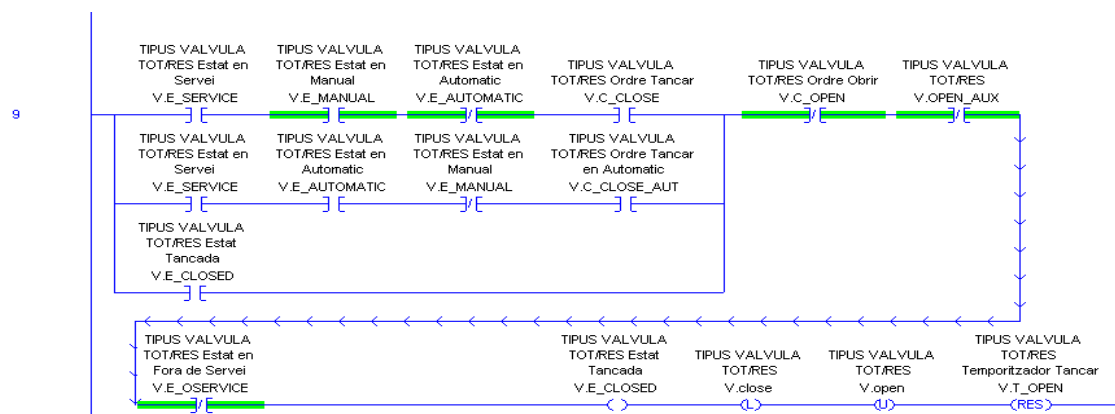 TIPUS VALVULA TIPUS VALVULA TIPUS VALVULA
TOT/RES Estat en TOT/RES Estat en TOT/RES Estat en TIPUS VALVULA TIPUS VALVULA TIPUS VALVULA
Servei Manual Automatic TOT/RES Ordre Tancar TOT/RES Ordre Obrir TOT/RES
V.E_SERVICE V.E_MANUAL V.E_AUTOMATIC V.C_CLOSE V.C_OPEN V.OPEN_AUX
9
TIPUS VALVULA TIPUS VALVULA TIPUS VALVULA TIPUS VALVULA
TOT/RES Estat en TOT/RES Estat en TOT/RES Estat en TOT/RES Ordre Tancar
Servei Automatic Manual en Automatic
V.E_SERVICE V.E_AUTOMATIC V.E_MANUAL V.C_CLOSE_AUT
TIPUS VALVULA
TOT/RES Estat
Tancada
V.E_CLOSED
TIPUS VALVULA TIPUS VALVULA TIPUS VALVULA
TOT/RES Estat en TOT/RES Estat TIPUS VALVULA TIPUS VALVULA TOT/RES
Fora de Servei Tancada TOT/RES TOT/RES Temporitzador Tancar
V.E_OSERVICE V.E_CLOSED V.close V.open V.T_OPEN
L U RES